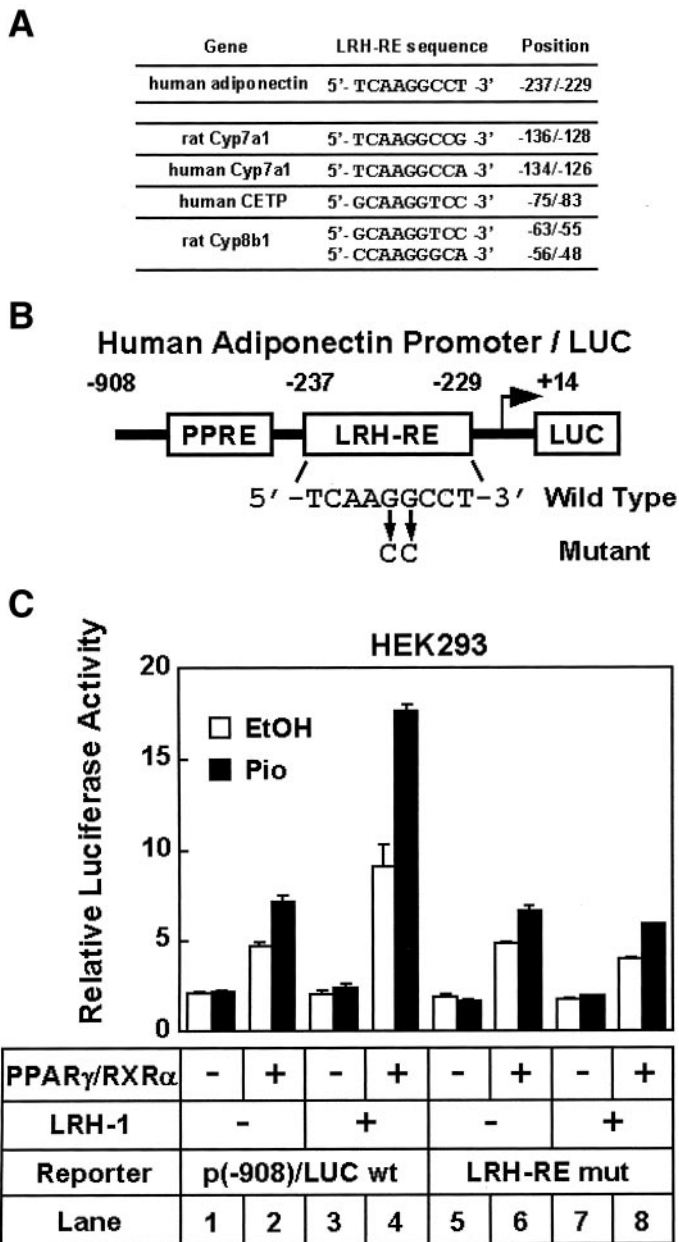 A
Gene LRH-RE sequence Position
human adiponectin 5'- TCAAGGCCT -3' -237/-229
rat Cyp7a1 5'- TCAAGGCCG -3' -136/-128
human Cyp7a1 5'- TCAAGGCCA -3' -134/-126
human CETP 5'- GCAAGGTCC -3' -75/-83
rat Cyp8b1 5'- GCAAGGTCC -3' -63/-55
5'- CCAAGGGCA -3' -56/-48
B
Human Adiponectin Promoter / LUC
-908 -237 -229 +14
PPRE LRH-RE LUC
5' -TCAAGGCCT-3' Wild Type
CC Mutant
C
HEK293
Relative Luciferase Activity
20
15
10
5
0
EtOH
Pio
PPARγ/RXRα - + - + - + - +
LRH-1 - + - +
Reporter p(-908)/LUC wt LRH-RE mut
Lane 1 2 3 4 5 6 7 8